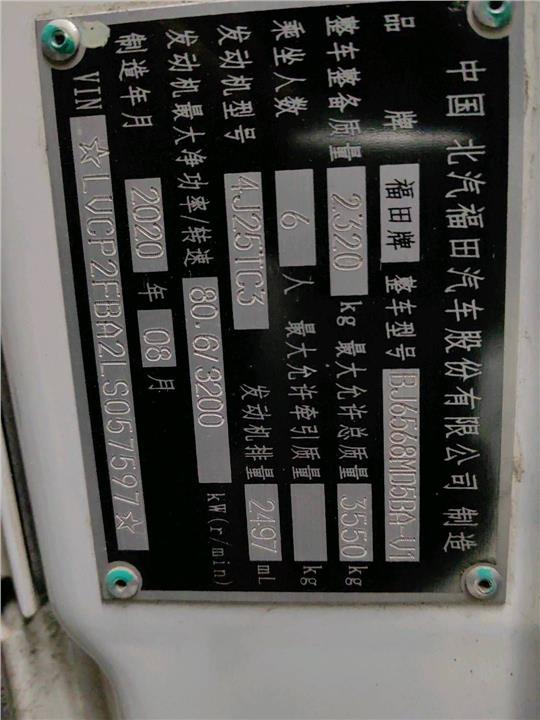 中国 北汽福田汽车股份有限公司 制造
品 牌 福田牌 整车型号 BJ6568MD5BA-V1
整车整备质量 2320 kg 最大允许总质量 3550 kg
乘坐人数 6 人 最大允许牵引质量 kg
发动机型号 4J25TC3 发动机排量 2497 mL
发动机最大净功率/转速 80.6/3200 kW(r/min)
制造年月 2020 年 08 月
VIN ☆LVCP2FBA2LS057597☆